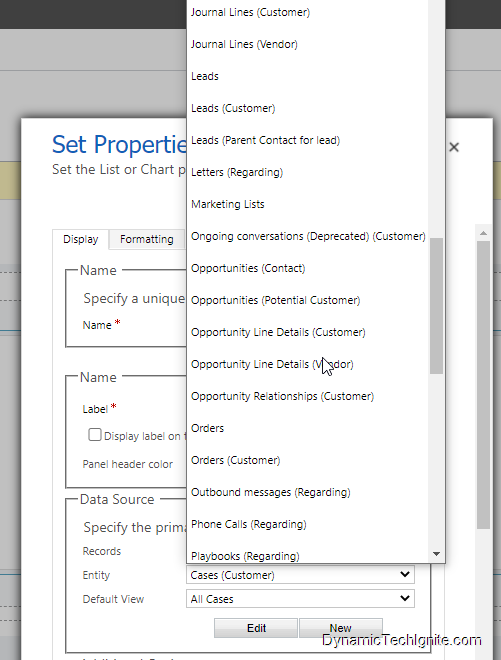 Journal Lines (Customer)
Journal Lines (Vendor)
Leads
Leads (Customer)
Leads (Parent Contact for lead)
Letters (Regarding)
Marketing Lists
Ongoing conversations (Deprecated) (Customer)
Opportunities (Contact)
Opportunities (Potential Customer)
Opportunity Line Details (Customer)
Opportunity Line Details (Vendor)
Opportunity Relationships (Customer)
Orders
Orders (Customer)
Outbound messages (Regarding)
Phone Calls (Regarding)
Playbooks (Regarding)
Set Propertie
Set the List or Chart p
Display Formatting
Name
Specify a unique
Name *
Name
Label *
Display label on t
Panel header color
Data Source
Specify the prima
Records
Entity Cases (Customer)
Default View All Cases
Edit New
DynamicTechIgnite.com